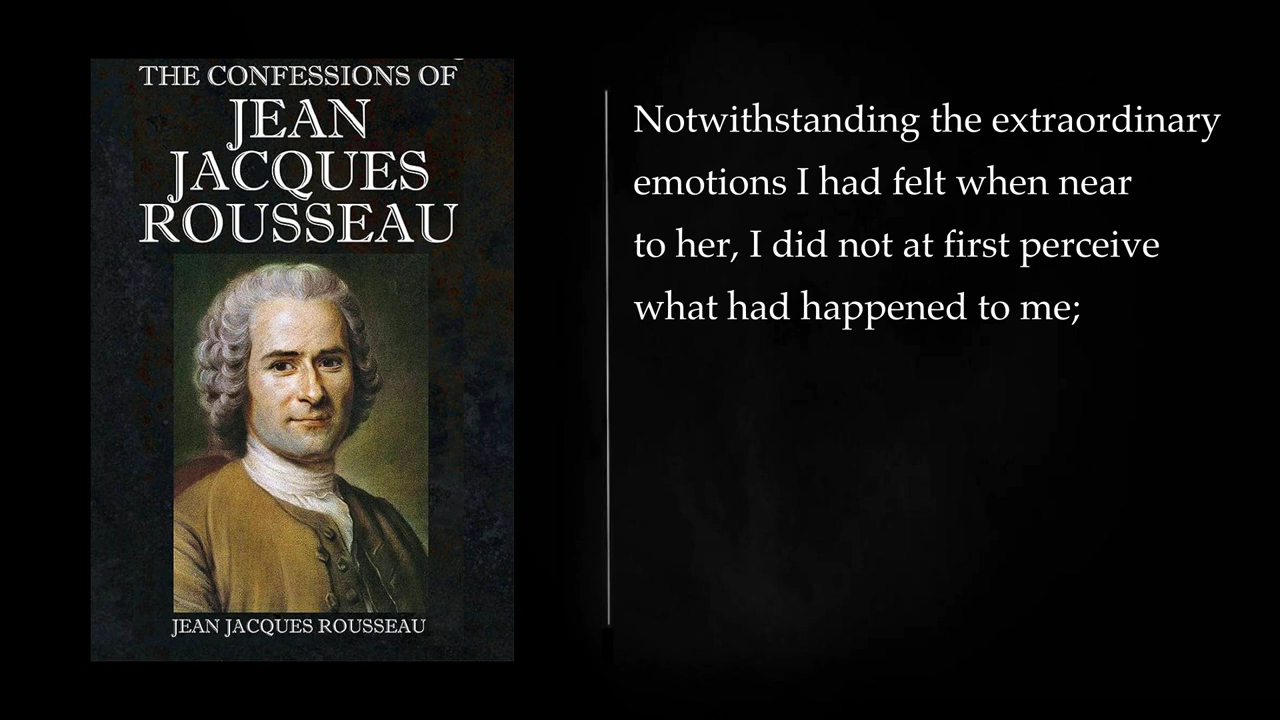 THE CONFESSIONS OF
JEAN
JACQUES
ROUSSEAU
JEAN JACQUES ROUSSEAU
Notwithstanding the extraordinary
emotions I had felt when near
to her, I did not at first perceive
what had happened to me;